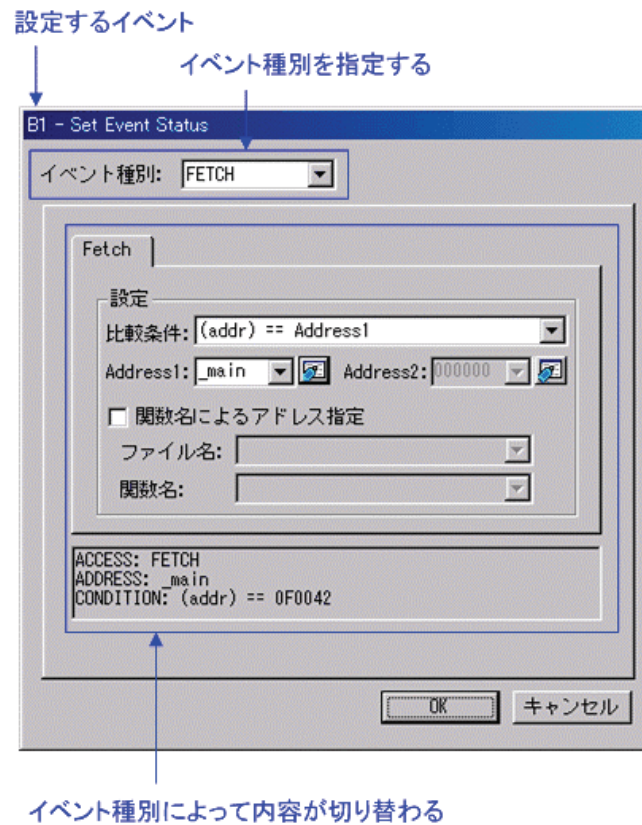 設定するイベント
イベント種別を指定する
B1 - Set Event Status
イベント種別: FETCH
Fetch
設定
比較条件: (addr) == Address1
Address1: _main Address2: 000000
関数名によるアドレス指定
ファイル名:
関数名:
ACCESS: FETCH
ADDRESS: _main
CONDITION: (addr) == 0F0042
OK キャンセル
イベント種別によって内容が切り替わる